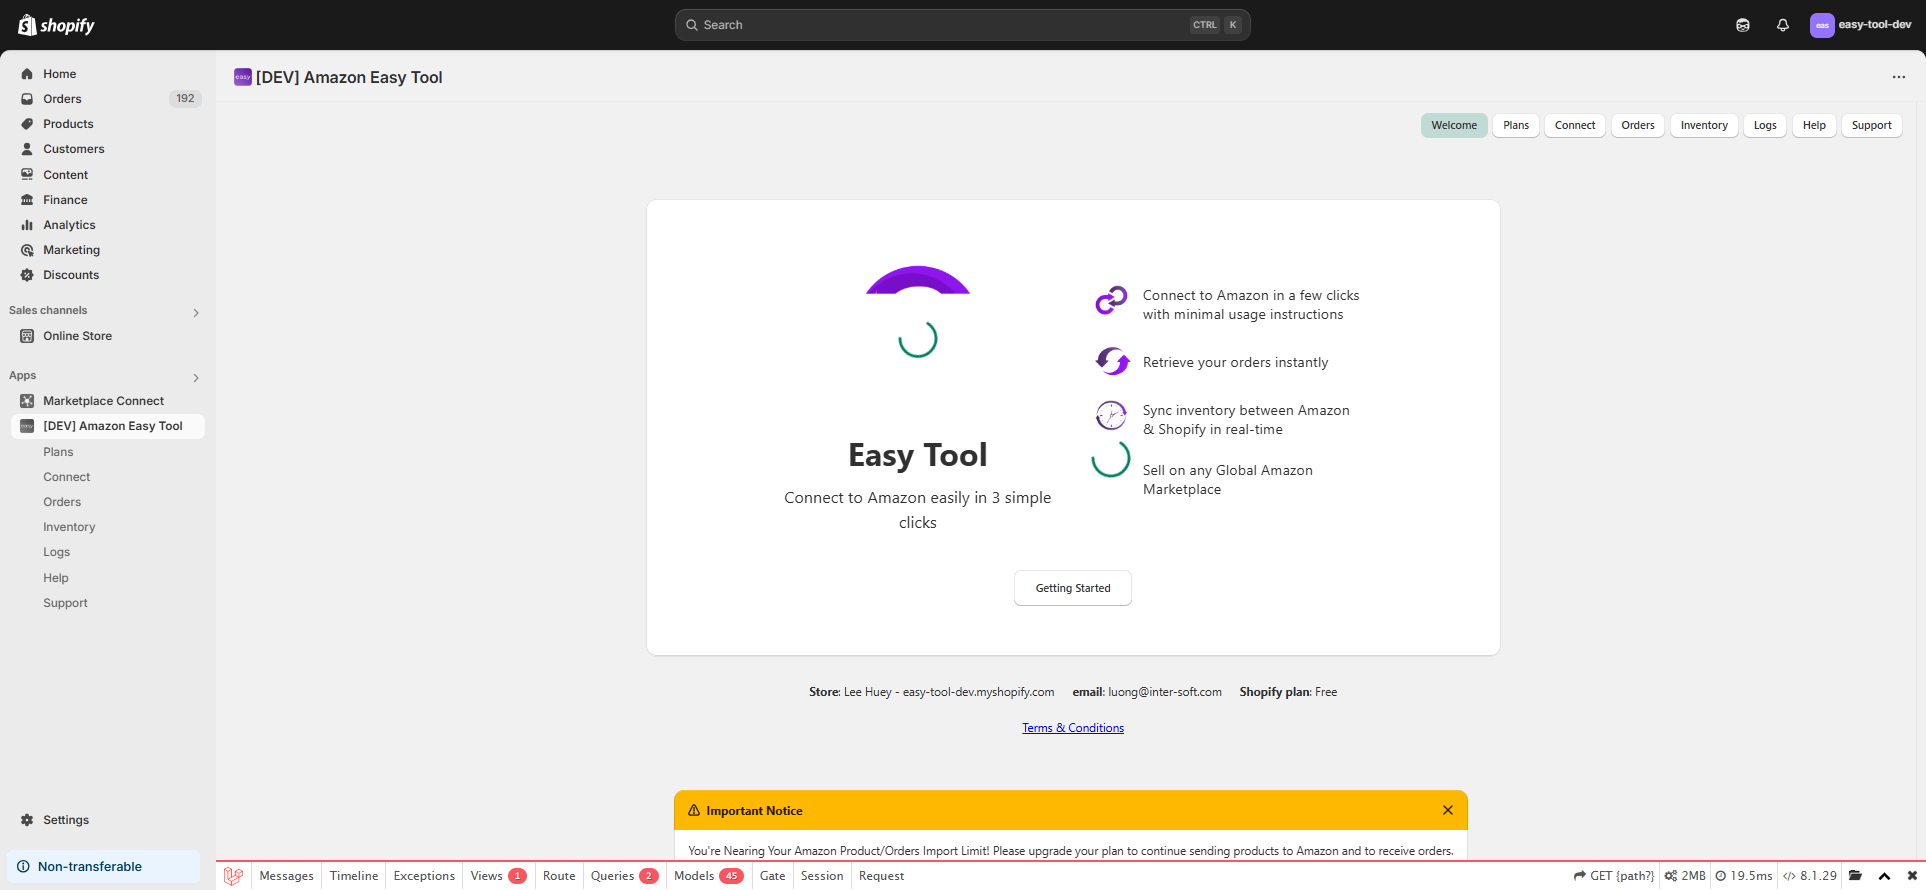 shopify
Search
CTRL K
eas
easy-tool-dev
Home
Orders 192
Products
Customers
Content
Finance
Analytics
Marketing
Discounts
Sales channels
Online Store
Apps
Marketplace Connect
[DEV] Amazon Easy Tool
Plans
Connect
Orders
Inventory
Logs
Help
Support
Settings
Non-transferable
easy [DEV] Amazon Easy Tool
Welcome Plans Connect Orders Inventory Logs Help Support
Easy Tool
Connect to Amazon easily in 3 simple
clicks
Connect to Amazon in a few clicks
with minimal usage instructions
Retrieve your orders instantly
Sync inventory between Amazon
& Shopify in real-time
Sell on any Global Amazon
Marketplace
Getting Started
Store: Lee Huey - easy-tool-dev.myshopify.com email: luong@inter-soft.com Shopify plan: Free
Terms & Conditions
Important Notice
You're Nearing Your Amazon Product/Orders Import Limit! Please upgrade your plan to continue sending products to Amazon and to receive orders.
Messages Timeline Exceptions Views 1 Route Queries 2 Models 45 Gate Session Request GET {path?} 2MB 19.5ms 8.1.29